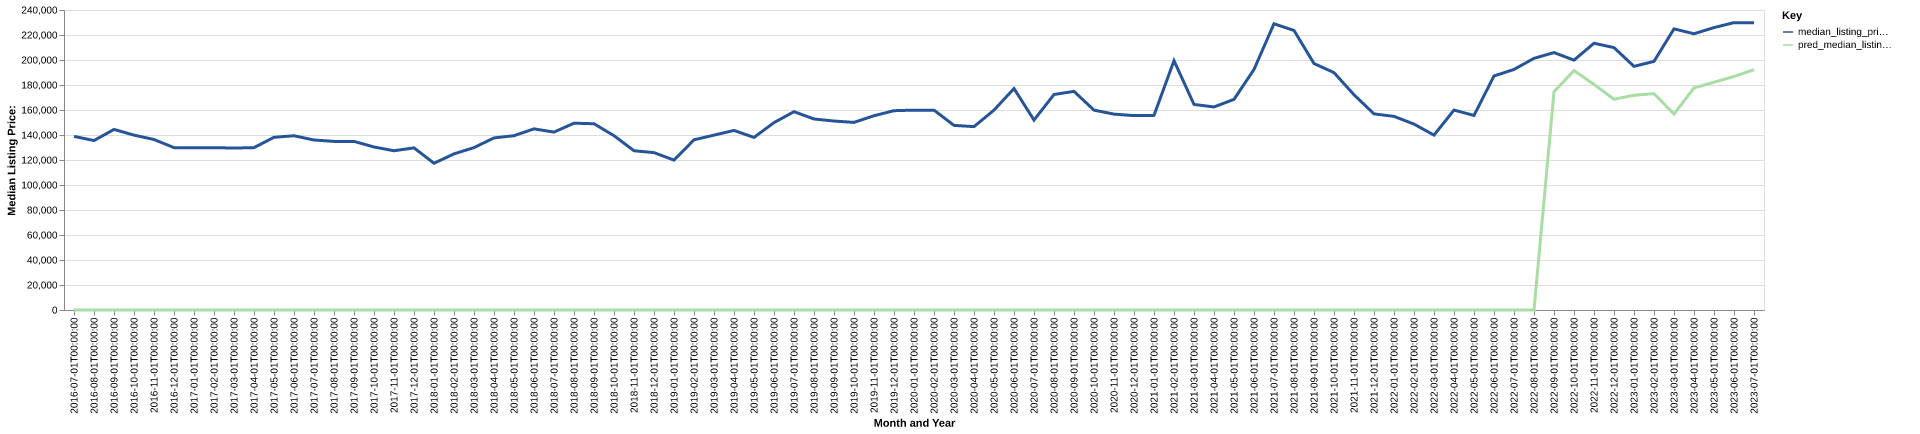 240,000
220,000
200,000
180,000
160,000
140,000
120,000
100,000
80,000
60,000
40,000
20,000
0
Median Listing Price:
2016-07-01T00:00:00
2016-08-01T00:00:00
2016-09-01T00:00:00
2016-10-01T00:00:00
2016-11-01T00:00:00
2016-12-01T00:00:00
2017-01-01T00:00:00
2017-02-01T00:00:00
2017-03-01T00:00:00
2017-04-01T00:00:00
2017-05-01T00:00:00
2017-06-01T00:00:00
2017-07-01T00:00:00
2017-08-01T00:00:00
2017-09-01T00:00:00
2017-10-01T00:00:00
2017-11-01T00:00:00
2017-12-01T00:00:00
2018-01-01T00:00:00
2018-02-01T00:00:00
2018-03-01T00:00:00
2018-04-01T00:00:00
2018-05-01T00:00:00
2018-06-01T00:00:00
2018-07-01T00:00:00
2018-08-01T00:00:00
2018-09-01T00:00:00
2018-10-01T00:00:00
2018-11-01T00:00:00
2018-12-01T00:00:00
2019-01-01T00:00:00
2019-02-01T00:00:00
2019-03-01T00:00:00
2019-04-01T00:00:00
2019-05-01T00:00:00
2019-06-01T00:00:00
2019-07-01T00:00:00
2019-08-01T00:00:00
2019-09-01T00:00:00
2019-10-01T00:00:00
2019-11-01T00:00:00
2019-12-01T00:00:00
2020-01-01T00:00:00
2020-02-01T00:00:00
2020-03-01T00:00:00
2020-04-01T00:00:00
2020-05-01T00:00:00
2020-06-01T00:00:00
2020-07-01T00:00:00
2020-08-01T00:00:00
2020-09-01T00:00:00
2020-10-01T00:00:00
2020-11-01T00:00:00
2020-12-01T00:00:00
2021-01-01T00:00:00
2021-02-01T00:00:00
2021-03-01T00:00:00
2021-04-01T00:00:00
2021-05-01T00:00:00
2021-06-01T00:00:00
2021-07-01T00:00:00
2021-08-01T00:00:00
2021-09-01T00:00:00
2021-10-01T00:00:00
2021-11-01T00:00:00
2021-12-01T00:00:00
2022-01-01T00:00:00
2022-02-01T00:00:00
2022-03-01T00:00:00
2022-04-01T00:00:00
2022-05-01T00:00:00
2022-06-01T00:00:00
2022-07-01T00:00:00
2022-08-01T00:00:00
2022-09-01T00:00:00
2022-10-01T00:00:00
2022-11-01T00:00:00
2022-12-01T00:00:00
2023-01-01T00:00:00
2023-02-01T00:00:00
2023-03-01T00:00:00
2023-04-01T00:00:00
2023-05-01T00:00:00
2023-06-01T00:00:00
2023-07-01T00:00:00
Month and Year
Key
median_listing_pri…
pred_median_listin…